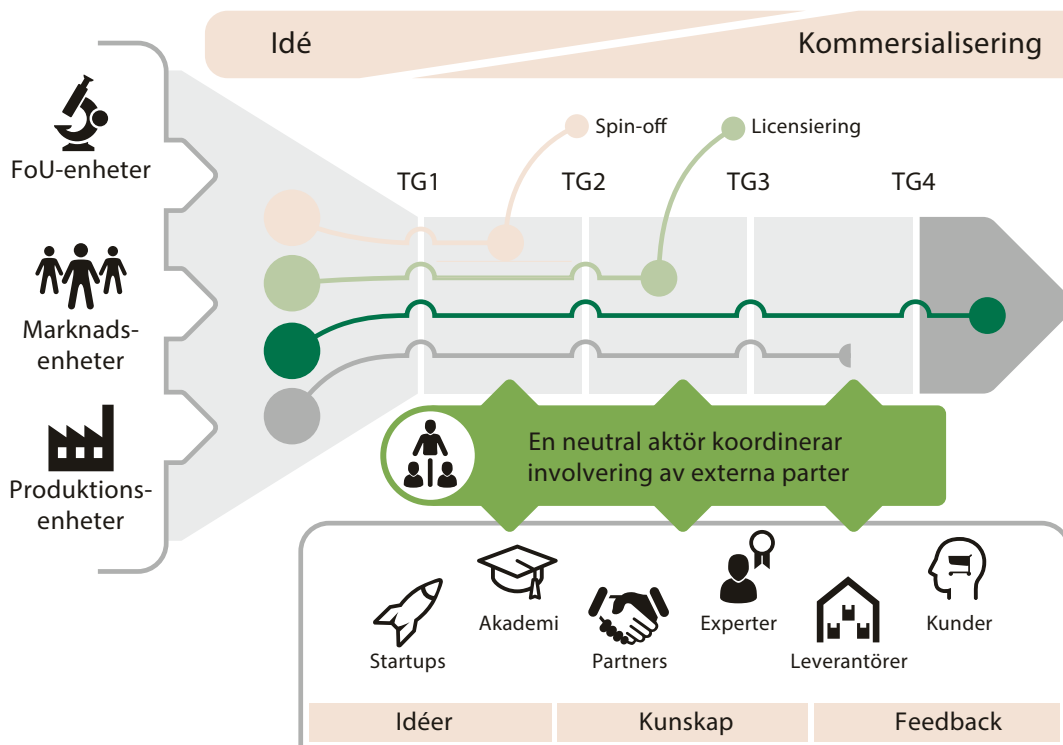 Idé
Kommersialisering
FoU-enheter
Marknads-
enheter
Produktions-
enheter
Spin-off
Licensiering
TG1
TG2
TG3
TG4
En neutral aktör koordinerar
involvering av externa parter
Startups
Akademi
Partners
Experter
Leverantörer
Kunder
Idéer
Kunskap
Feedback